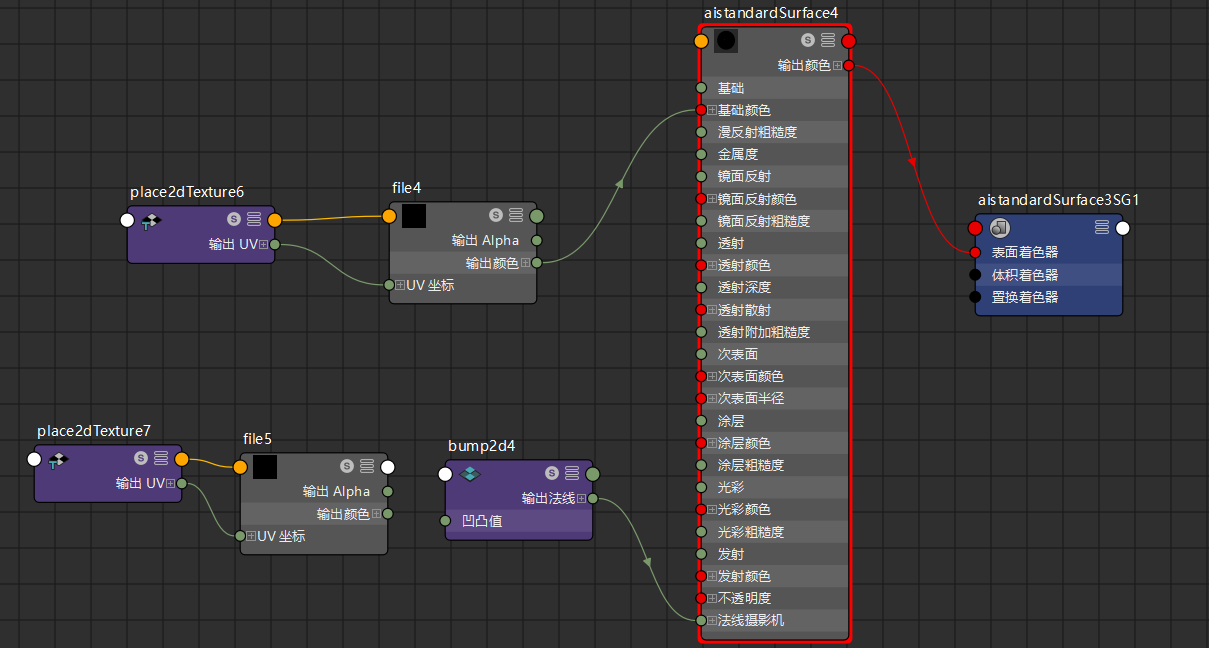 aistandardSurface4
输出颜色
基础
基础颜色
漫反射粗糙度
金属度
镜面反射
镜面反射颜色
镜面反射粗糙度
透射
透射颜色
透射深度
透射散射
透射附加粗糙度
次表面
次表面颜色
次表面半径
涂层
涂层颜色
涂层粗糙度
光彩
光彩颜色
光彩粗糙度
发射
发射颜色
不透明度
法线摄影机
place2dTexture6
输出 UV
file4
输出 Alpha
输出颜色
UV 坐标
aistandardSurface3SG1
表面着色器
体积着色器
置换着色器
place2dTexture7
输出 UV
file5
输出 Alpha
输出颜色
UV 坐标
bump2d4
输出法线
凹凸值